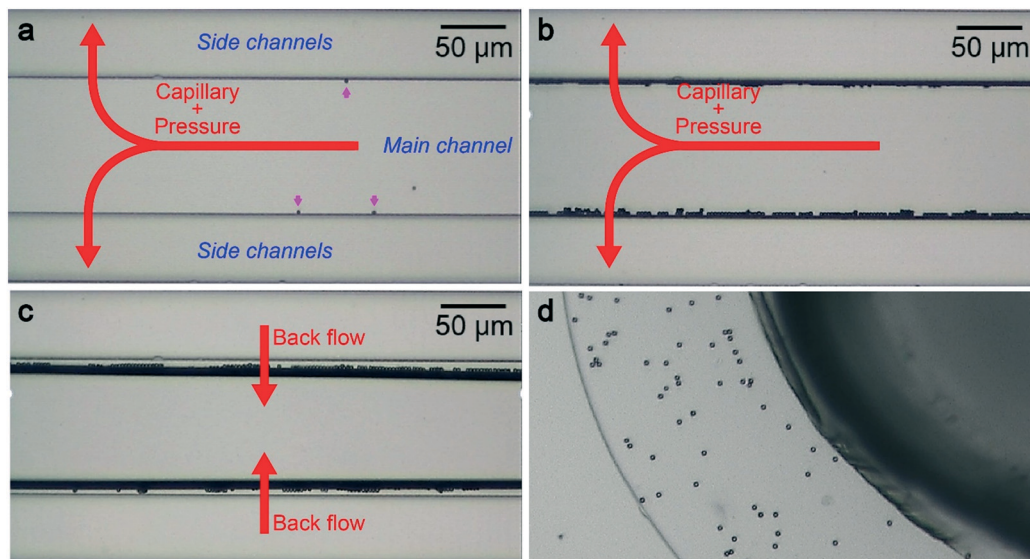 a
Side channels
50 µm
Capillary
+
Pressure
Main channel
Side channels
b
50 µm
Capillary
+
Pressure
c
50 µm
Back flow
Back flow
d